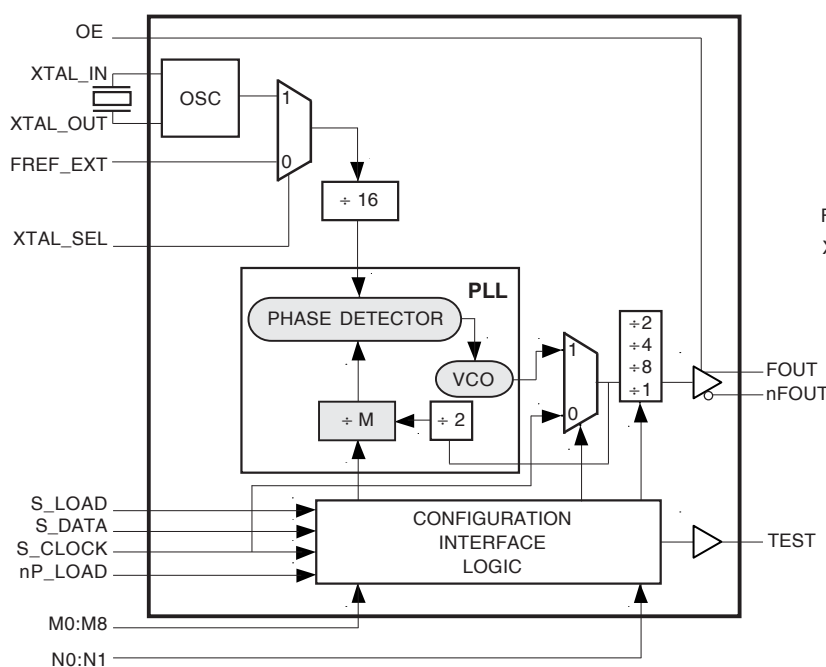 OE
XTAL_IN
OSC
XTAL_OUT
1
FREF_EXT
0
÷ 16
XTAL_SEL
PLL
PHASE DETECTOR
VCO
÷ M
÷ 2
1
0
÷2
÷4
÷8
÷1
FOUT
nFOUT
S_LOAD
S_DATA
S_CLOCK
nP_LOAD
CONFIGURATION
INTERFACE
LOGIC
TEST
M0:M8
N0:N1